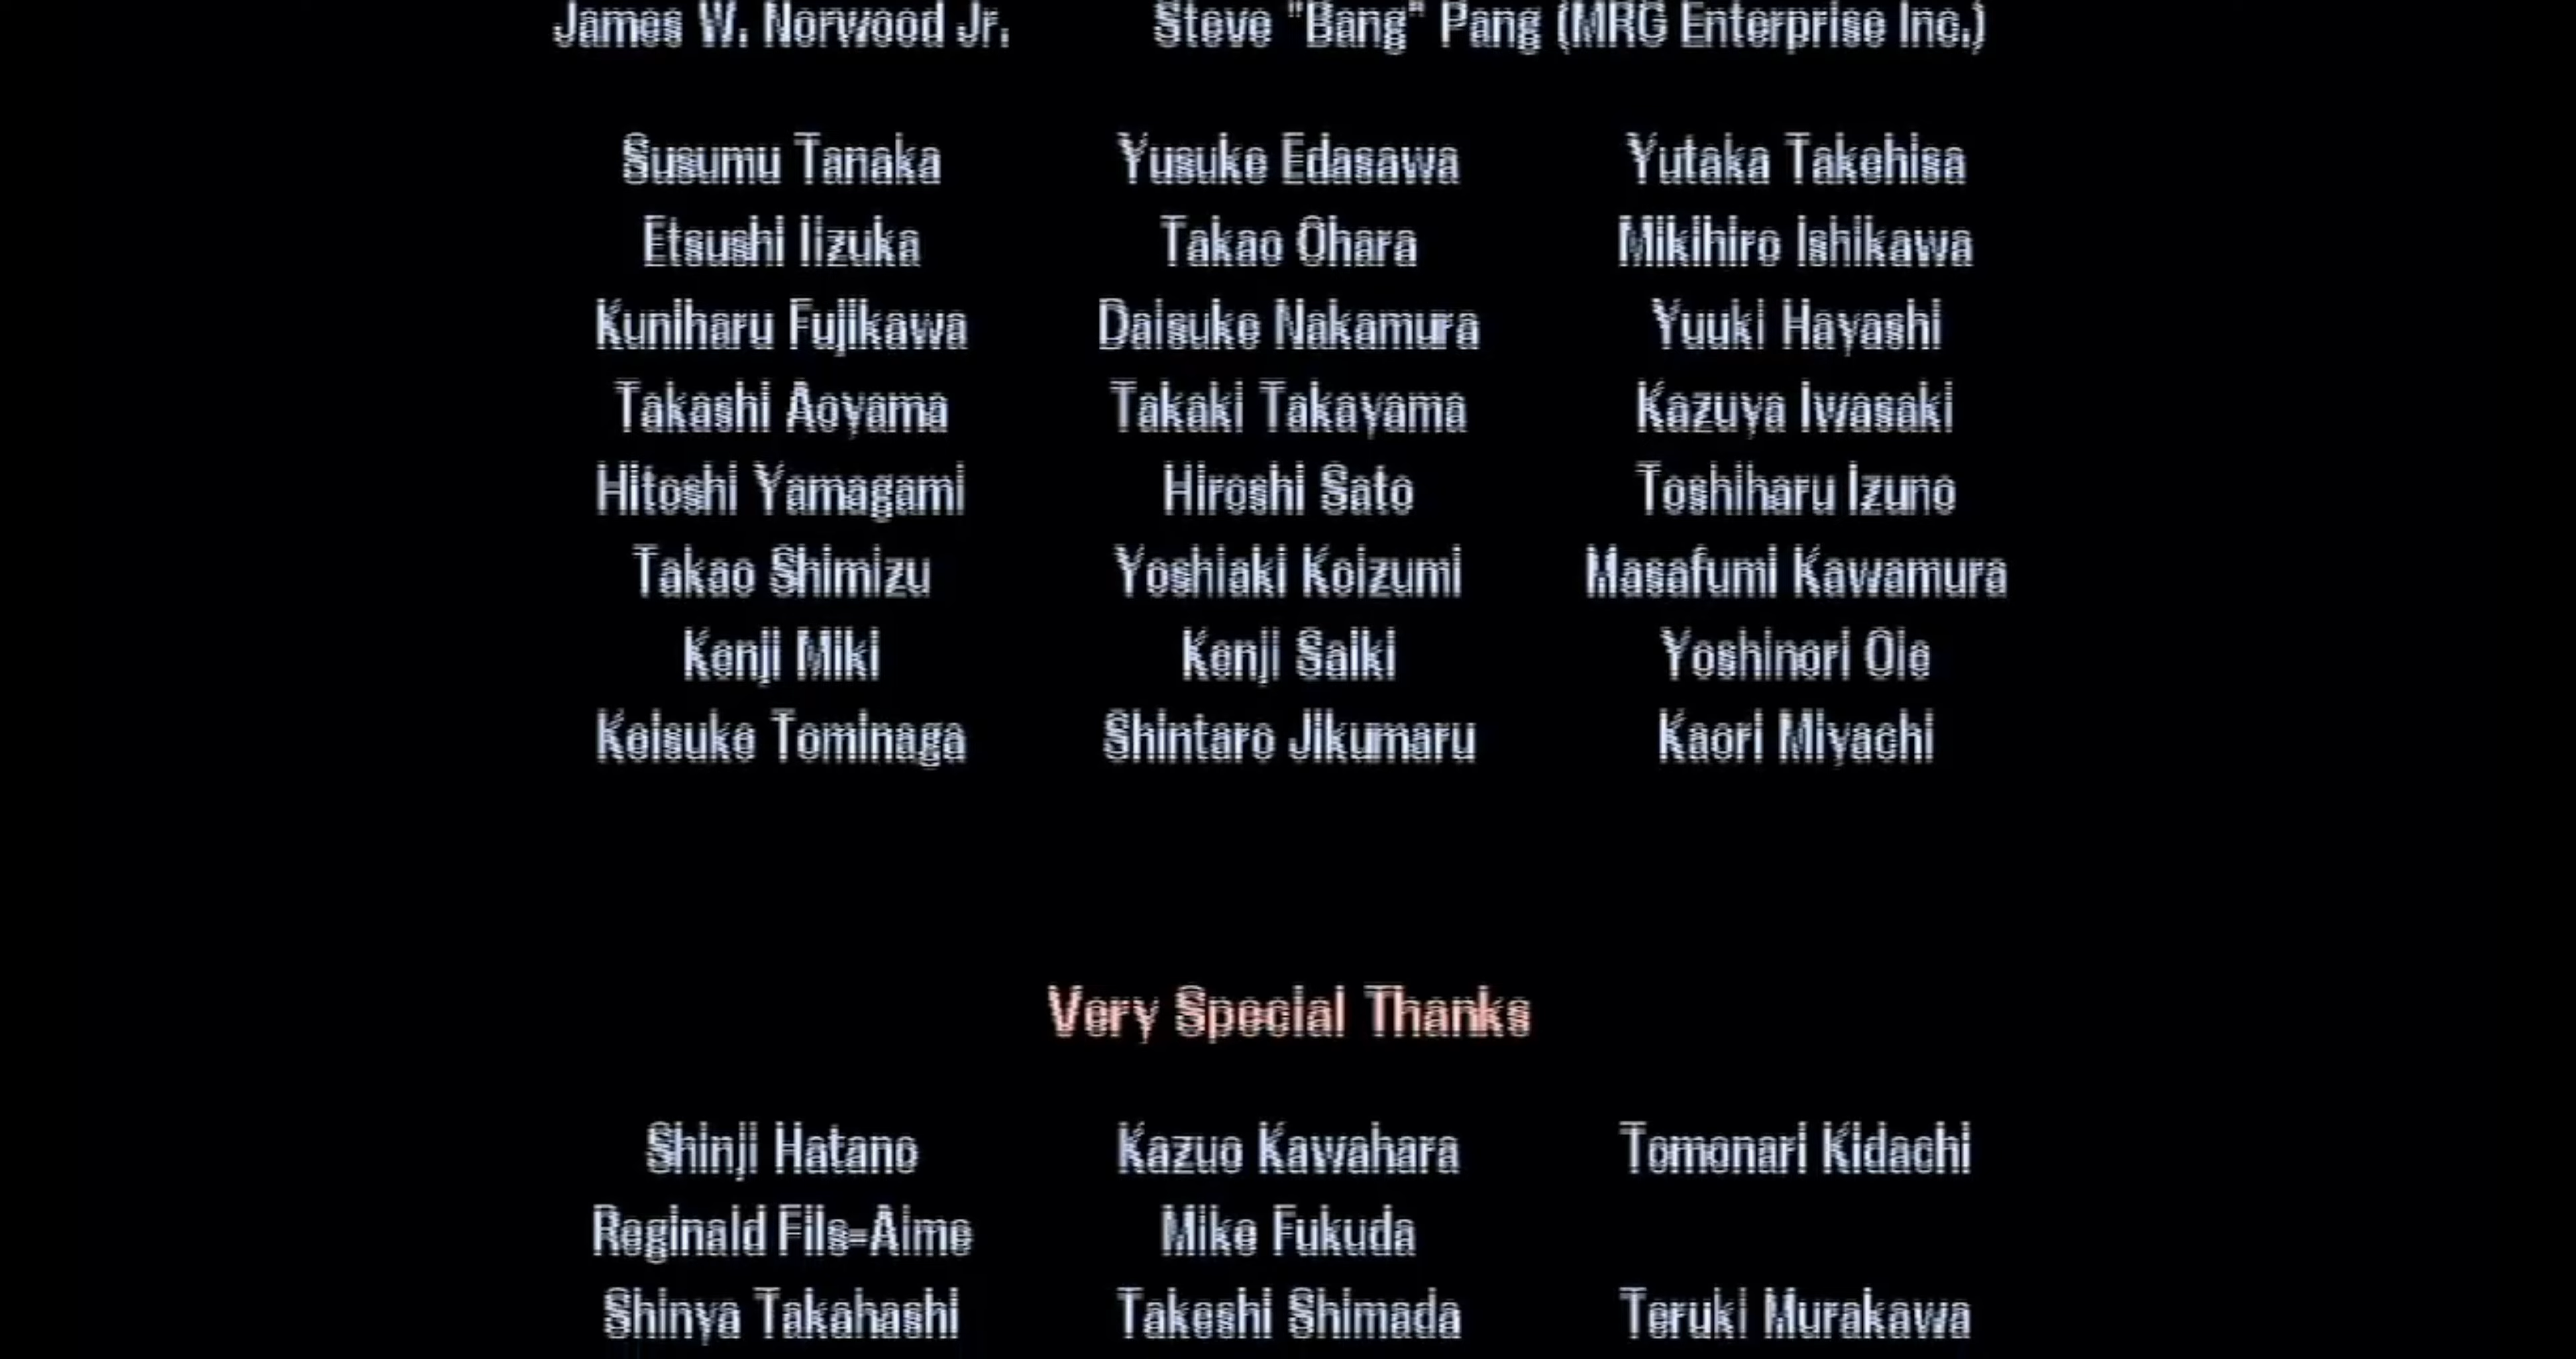 James W. Norwood Jr. Steve "Bang" Pang (MRG Enterprise Inc.)
Susumu Tanaka Yusuke Edasawa Yutaka Takehisa
Etsushi Iizuka Takao Ohara Mikihiro Ishikawa
Kuniharu Fujikawa Daisuke Nakamura Yuuki Hayashi
Takashi Aoyama Takaki Takayama Kazuya Iwasaki
Hitoshi Yamagami Hiroshi Sato Toshiharu Izuno
Takao Shimizu Yoshiaki Koizumi Masafumi Kawamura
Kenji Miki Kenji Saiki Yoshinori Oie
Keisuke Tominaga Shintaro Jikumaru Kaori Miyachi
Very Special Thanks
Shinji Hatano Kazuo Kawahara Tomonari Kidachi
Reginald Fils-Aime Mike Fukuda
Shinya Takahashi Takeshi Shimada Teruki Murakawa